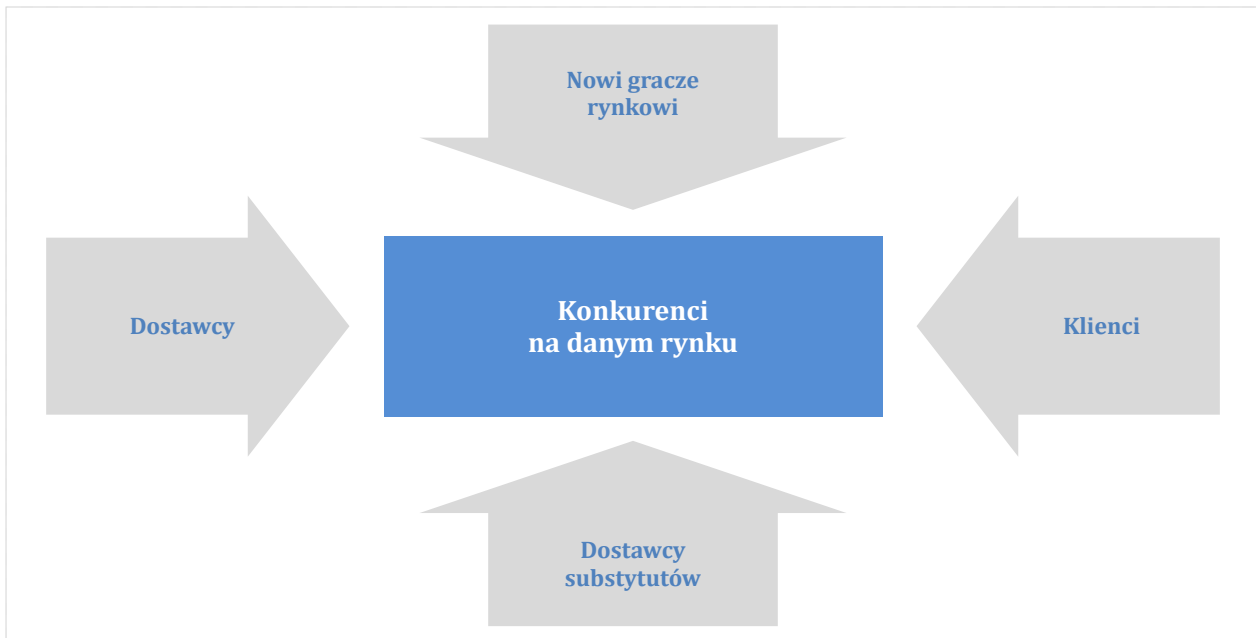 Nowi gracze
rynkowi
Dostawcy
Konkurenci
na danym rynku
Klienci
Dostawcy
substytutów